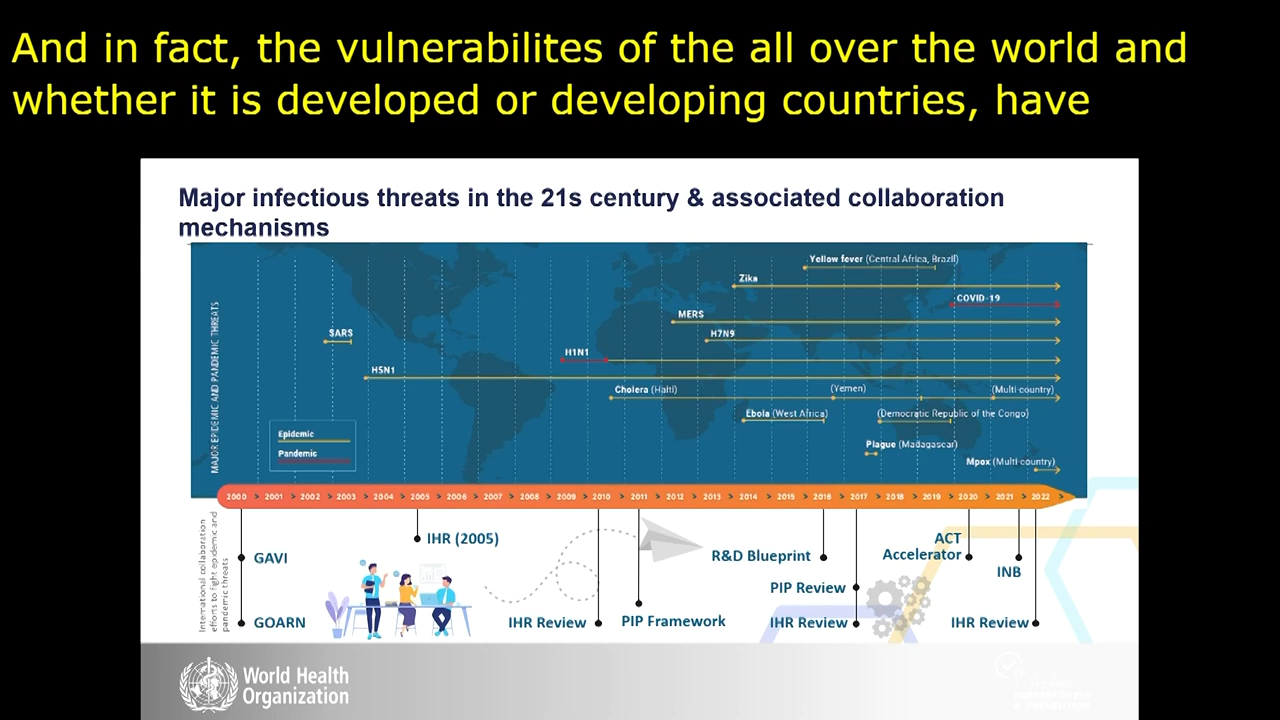 And in fact, the vulnerabilites of the all over the world and
whether it is developed or developing countries, have
Major infectious threats in the 21s century & associated collaboration
mechanisms
MAJOR EPIDEMIC AND PANDEMIC THREATS
Yellow fever (Central Africa, Brazil)
Zika
COVID-19
MERS
SARS
H7N9
H1N1
H5N1
Cholera (Haiti)
(Yemen)
(Multi country)
Ebola (West Africa)
(Democratic Republic of the Congo)
Epidemic
Pandemic
Plague (Madagascar)
Mpox (Multi country)
2000 > 2001 > 2002 > 2003 > 2004 > 2005 > 2006 > 2007 > 2008 > 2009 > 2010 > 2011 > 2012 > 2013 > 2014 > 2015 > 2016 > 2017 > 2018 > 2019 > 2020 > 2021 > 2022 >
International collaboration
efforts to fight epidemic and
pandemic threats
IHR (2005)
ACT
Accelerator
GAVI
R&D Blueprint
INB
PIP Review
GOARN
IHR Review
PIP Framework
IHR Review
IHR Review
World Health
Organization